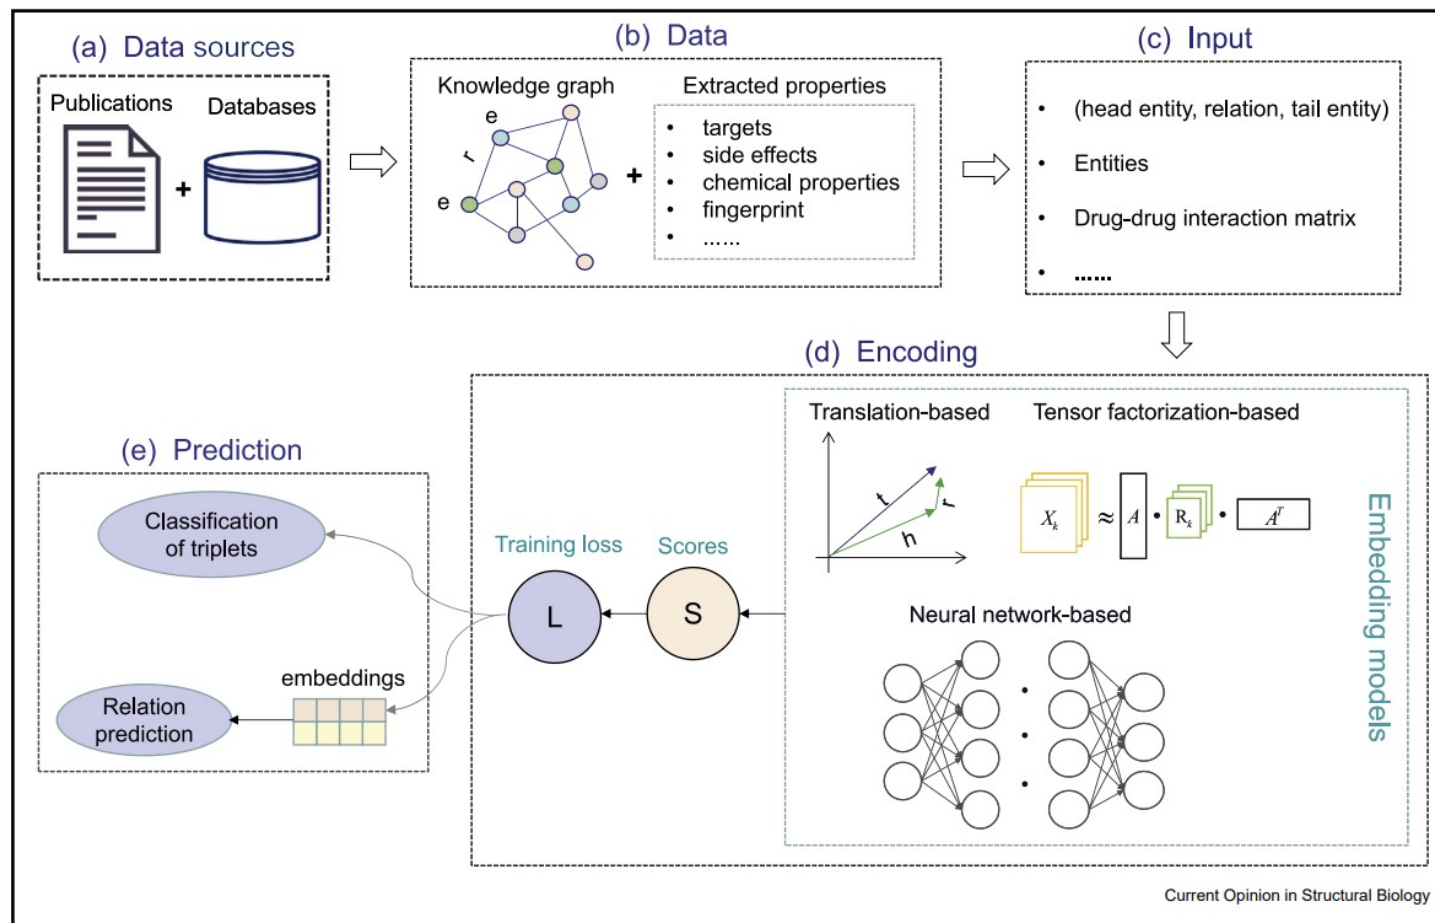 (a) Data sources
Publications
Databases
+
(b) Data
Knowledge graph
e
r
e
+
Extracted properties
• targets
• side effects
• chemical properties
• fingerprint
• ......
(c) Input
• (head entity, relation, tail entity)
• Entities
• Drug-drug interaction matrix
• ......
(d) Encoding
Translation-based
t
r
h
Tensor factorization-based
X_k ≈ A • R_k • A^T
Neural network-based
Embedding models
Scores
S
Training loss
L
(e) Prediction
Classification
of triplets
embeddings
Relation
prediction
Current Opinion in Structural Biology